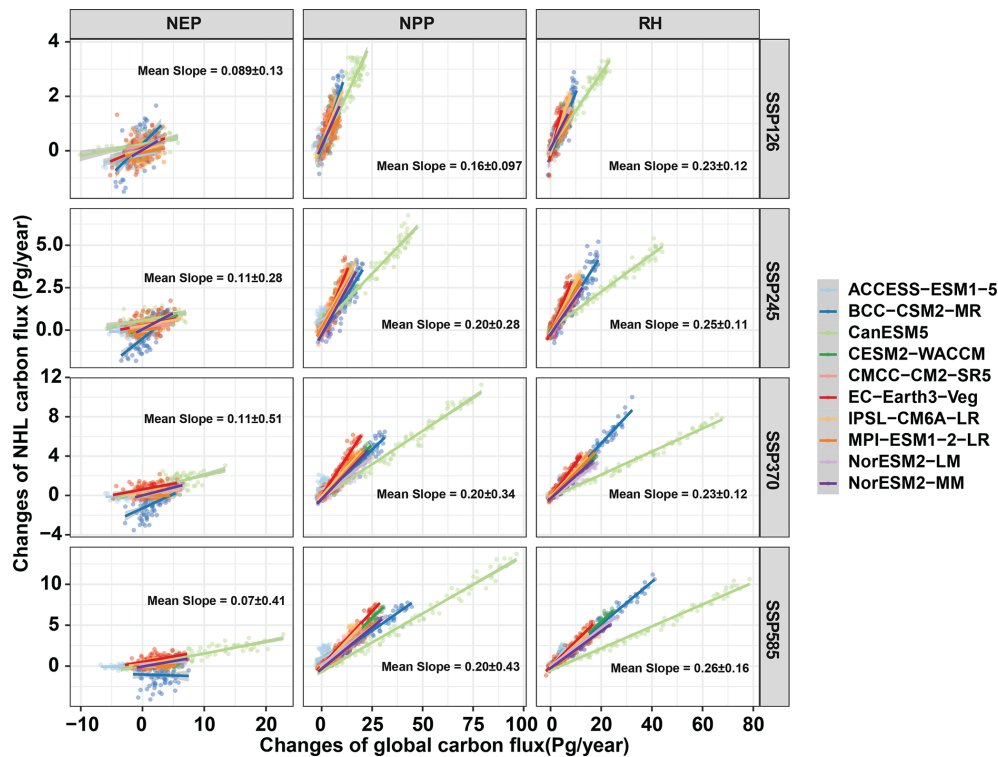 NEP NPP RH
4
2
0
Mean Slope = 0.089±0.13
Mean Slope = 0.16±0.097
Mean Slope = 0.23±0.12
SSP126
5.0
2.5
0.0
Mean Slope = 0.11±0.28
Mean Slope = 0.20±0.28
Mean Slope = 0.25±0.11
SSP245
12
8
4
0
−4
Mean Slope = 0.11±0.51
Mean Slope = 0.20±0.34
Mean Slope = 0.23±0.12
SSP370
10
5
0
Mean Slope = 0.07±0.41
Mean Slope = 0.20±0.43
Mean Slope = 0.26±0.16
SSP585
−10 0 10 20
0 25 50 75 100
0 20 40 60 80
Changes of global carbon flux(Pg/year)
Changes of NHL carbon flux (Pg/year)
ACCESS−ESM1−5
BCC−CSM2−MR
CanESM5
CESM2−WACCM
CMCC−CM2−SR5
EC−Earth3−Veg
IPSL−CM6A−LR
MPI−ESM1−2−LR
NorESM2−LM
NorESM2−MM